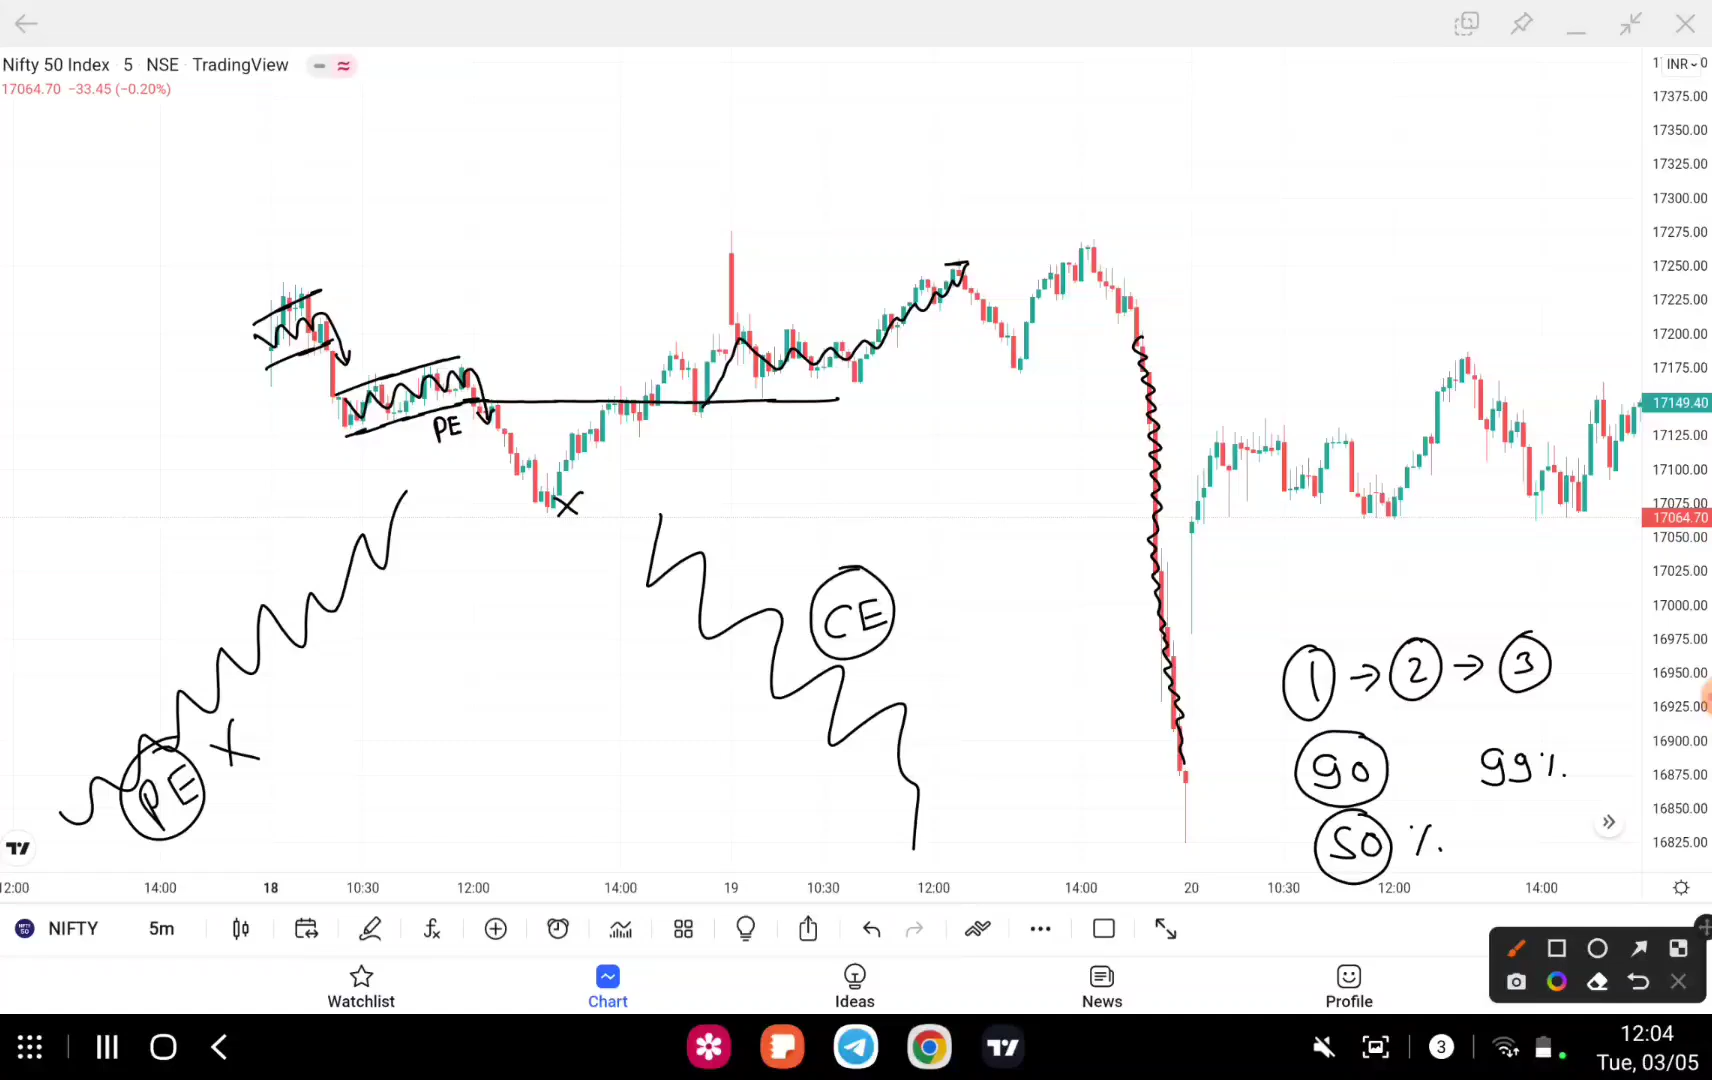 Nifty 50 Index 5 NSE TradingView
17064.70 −33.45 (−0.20%)
INR
17375.00
17350.00
17325.00
17300.00
17275.00
17250.00
17225.00
17200.00
17175.00
17149.40
17125.00
17100.00
17075.00
17064.70
17050.00
17025.00
17000.00
16975.00
16950.00
16925.00
16900.00
16875.00
16850.00
16825.00
PE
X
CE
PE X
1 → 2 → 3
90 99%.
50 %.
12:00 14:00 18 10:30 12:00 14:00 19 10:30 12:00 14:00 20 10:30 12:00 14:00
NIFTY 5m
Watchlist Chart Ideas News Profile
3 12:04
Tue, 03/05